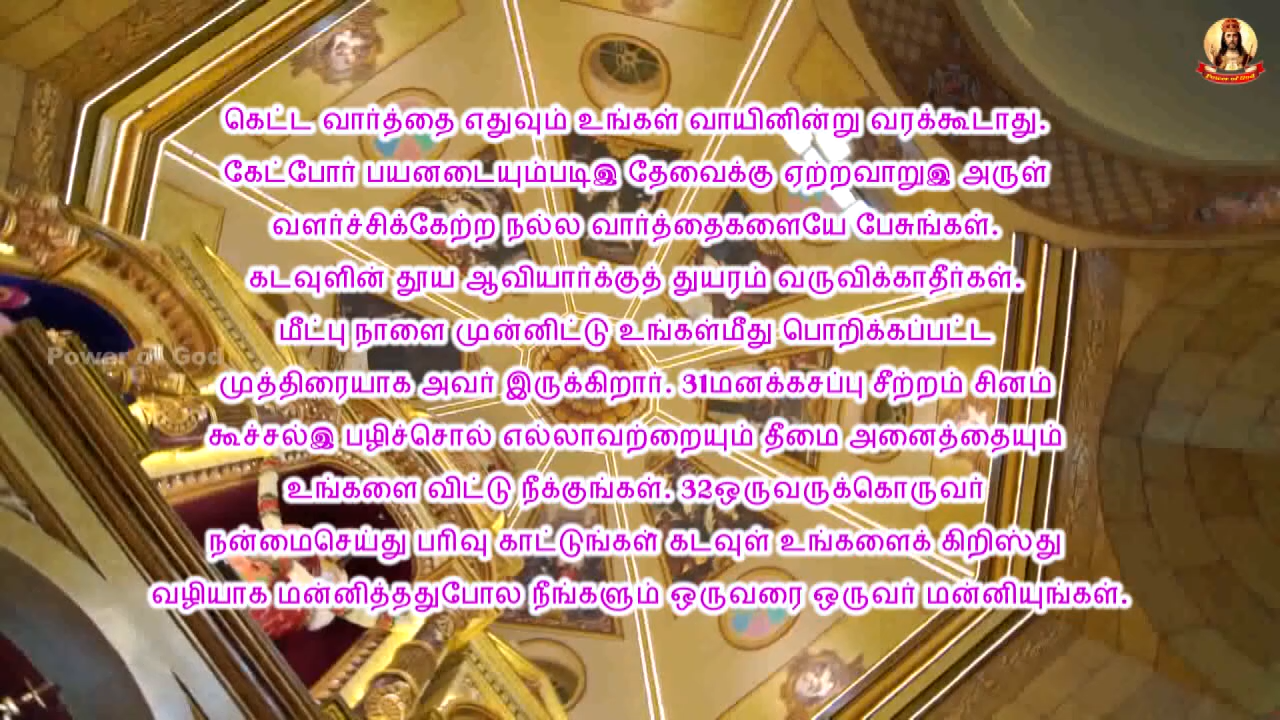 Power of God
கெட்ட வார்த்தை எதுவும் உங்கள் வாயினின்று வரக்கூடாது.
கேட்போர் பயனடையும்படிஇ தேவைக்கு ஏற்றவாறுஇ அருள்
வளர்ச்சிக்கேற்ற நல்ல வார்த்தைகளையே பேசுங்கள்.
கடவுளின் தூய ஆவியார்க்குத் துயரம் வருவிக்காதீர்கள்.
மீட்பு நாளை முன்னிட்டு உங்கள்மீது பொறிக்கப்பட்ட
Power of God
முத்திரையாக அவர் இருக்கிறார். 31மனக்கசப்பு சீற்றம் சினம்
கூச்சல்இ பழிச்சொல் எல்லாவற்றையும் தீமை அனைத்தையும்
உங்களை விட்டு நீக்குங்கள். 32ஒருவருக்கொருவர்
நன்மைசெய்து பரிவு காட்டுங்கள் கடவுள் உங்களைக் கிறிஸ்து
வழியாக மன்னித்ததுபோல நீங்களும் ஒருவரை ஒருவர் மன்னியுங்கள்.